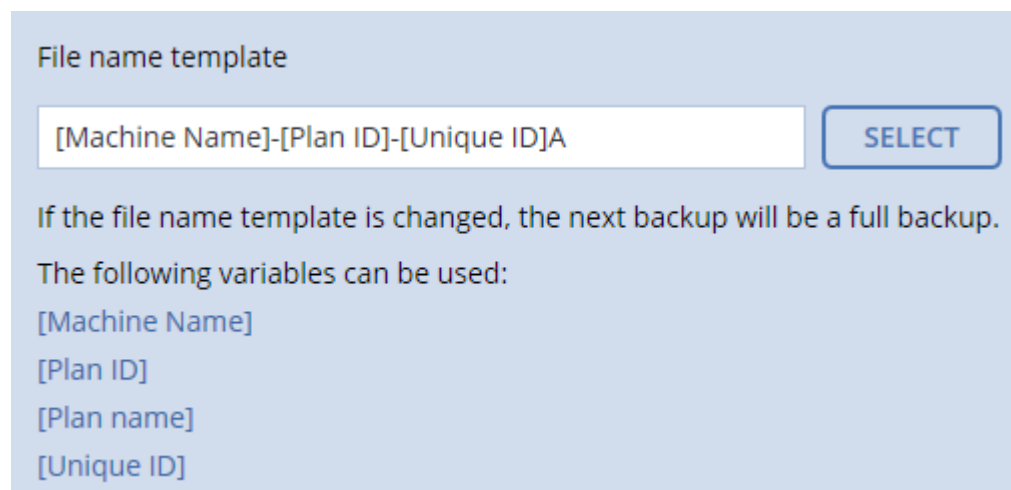 File name template
[Machine Name]-[Plan ID]-[Unique ID]A
SELECT
If the file name template is changed, the next backup will be a full backup.
The following variables can be used:
[Machine Name]
[Plan ID]
[Plan name]
[Unique ID]